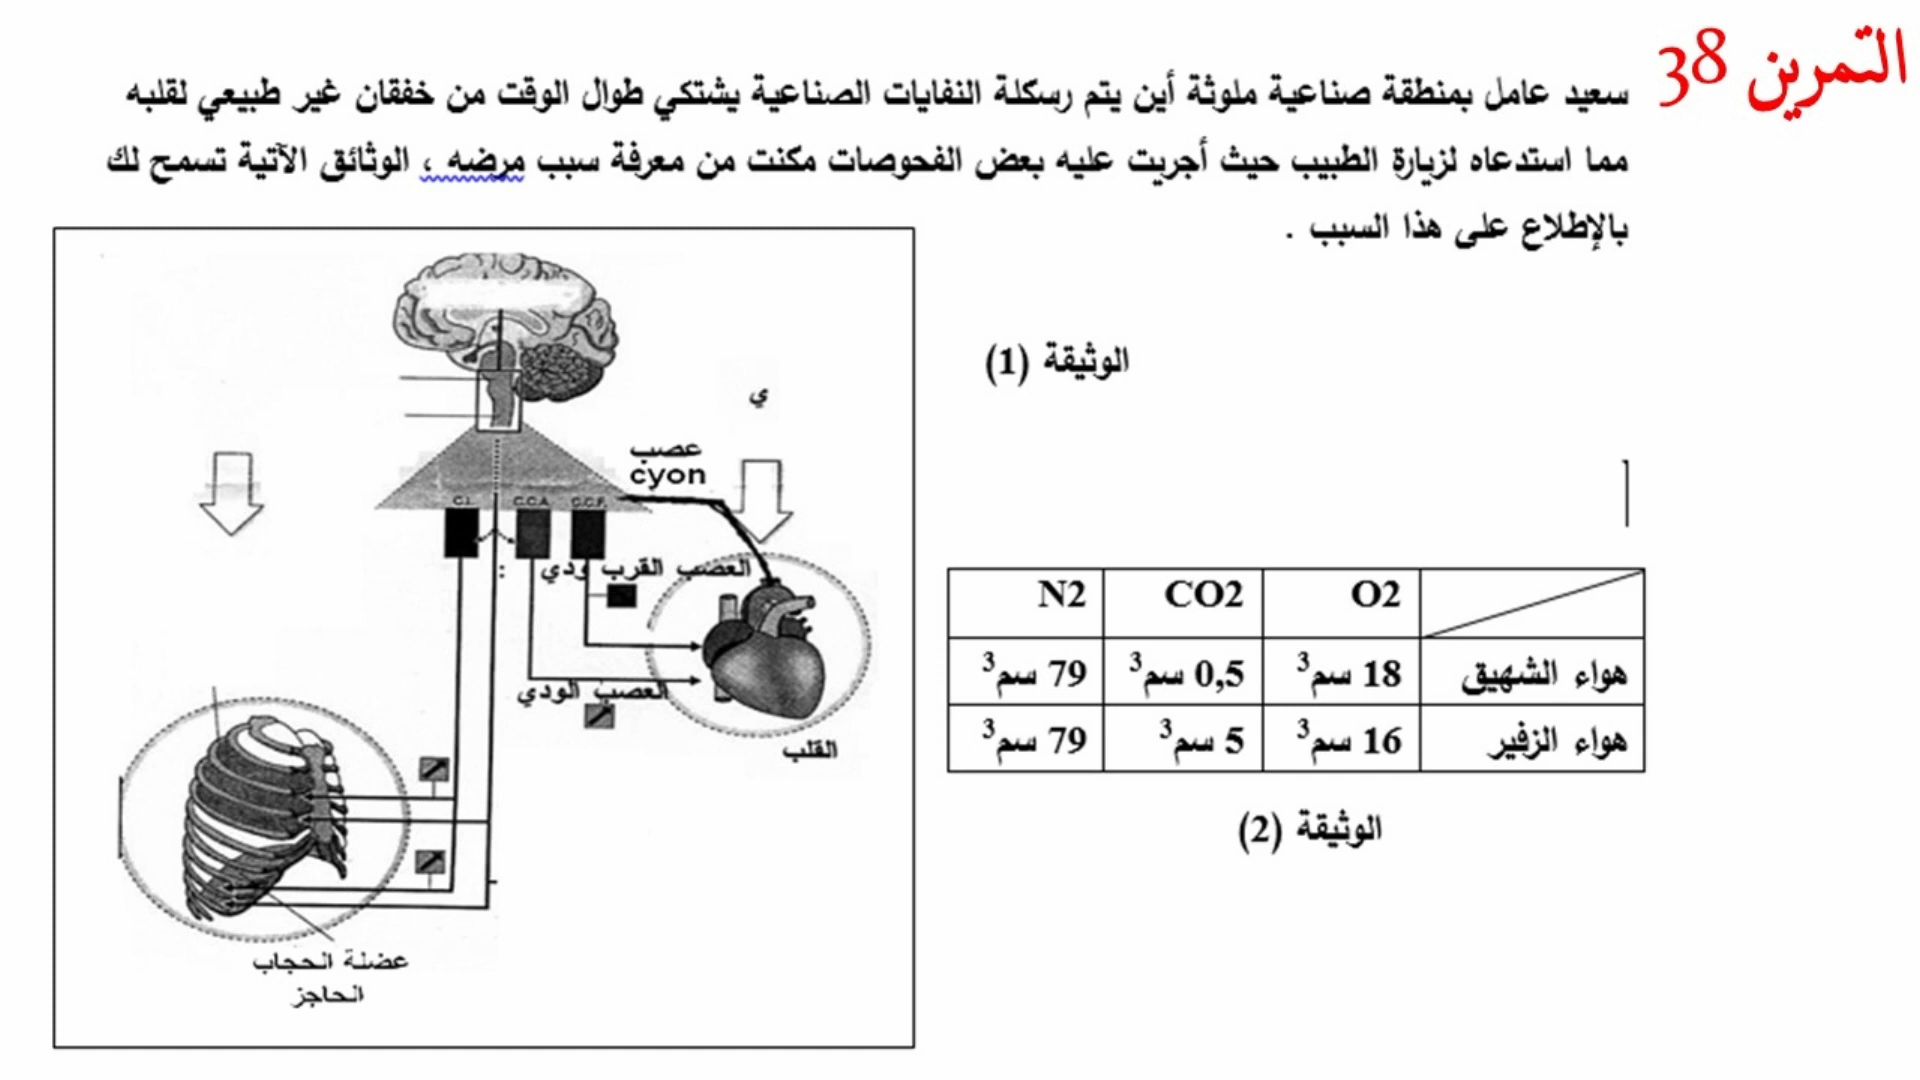 التمرين 38
سعيد عامل بمنطقة صناعية ملوثة أين يتم رسكلة النفايات الصناعية يشتكي طوال الوقت من خفقان غير طبيعي لقلبه
مما استدعاه لزيارة الطبيب حيث أجريت عليه بعض الفحوصات مكنت من معرفة سبب مرضه ، الوثائق الآتية تسمح لك
بالإطلاع على هذا السبب .
الوثيقة (1)
ي
عصب
cyon
C.I. C.C.A. C.C.F.
العصب القرب ودي
العصب الودي
القلب
عضلة الحجاب
الحاجز
O2 CO2 N2
هواء الشهيق 18 سم3 0,5 سم3 79 سم3
هواء الزفير 16 سم3 5 سم3 79 سم3
الوثيقة (2)